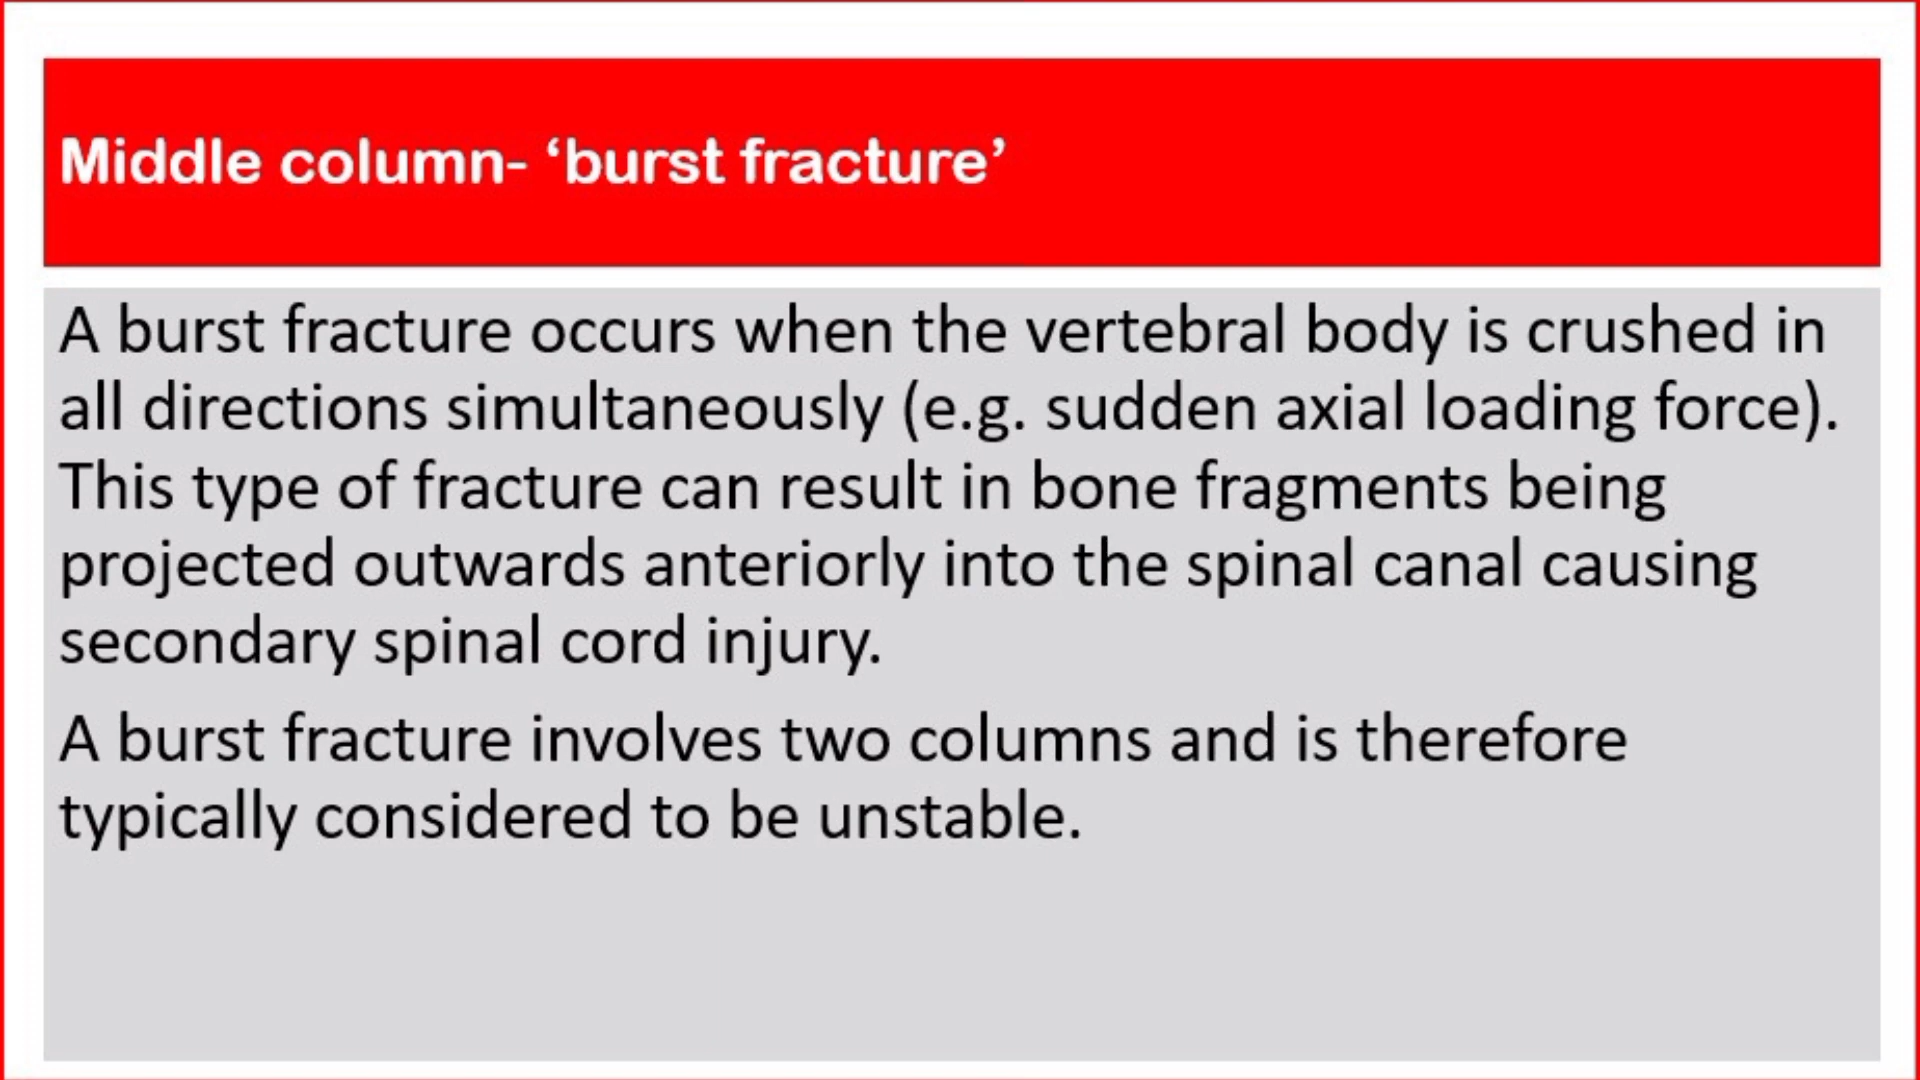 Middle column- ‘burst fracture’
A burst fracture occurs when the vertebral body is crushed in
all directions simultaneously (e.g. sudden axial loading force).
This type of fracture can result in bone fragments being
projected outwards anteriorly into the spinal canal causing
secondary spinal cord injury.
A burst fracture involves two columns and is therefore
typically considered to be unstable.